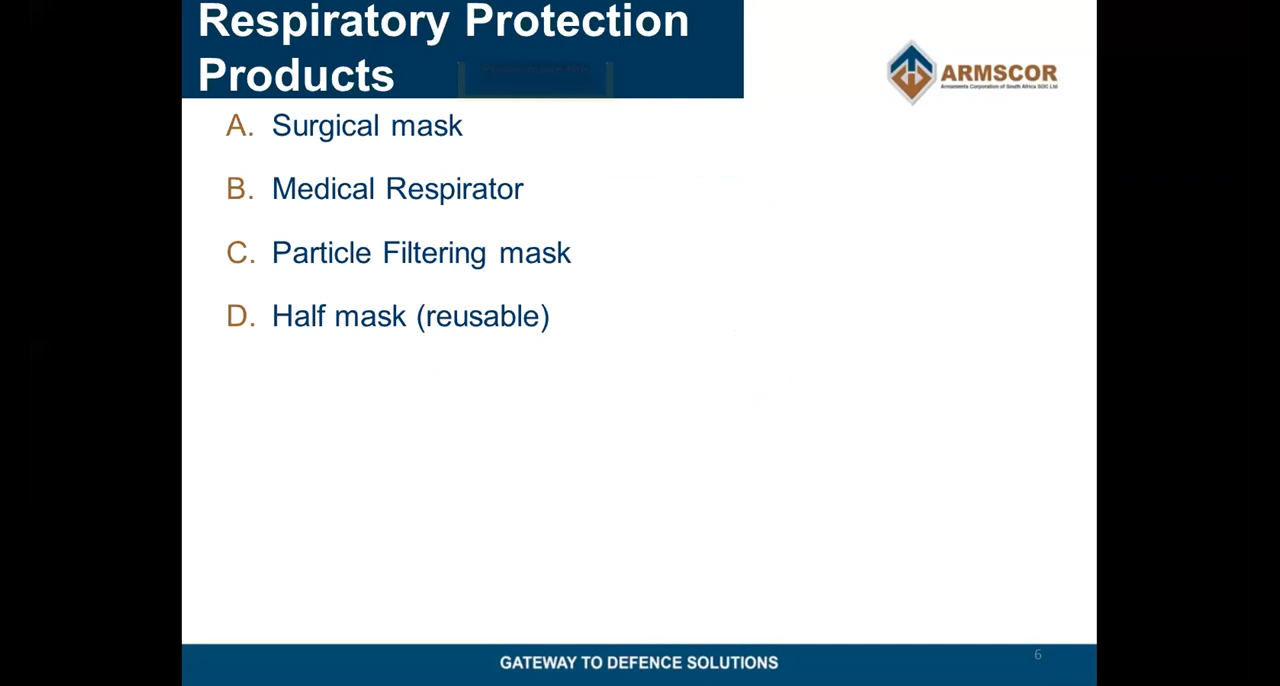 Respiratory Protection
Products
ARMSCOR
Armaments Corporation of South Africa SOC Ltd
A. Surgical mask
B. Medical Respirator
C. Particle Filtering mask
D. Half mask (reusable)
GATEWAY TO DEFENCE SOLUTIONS
6